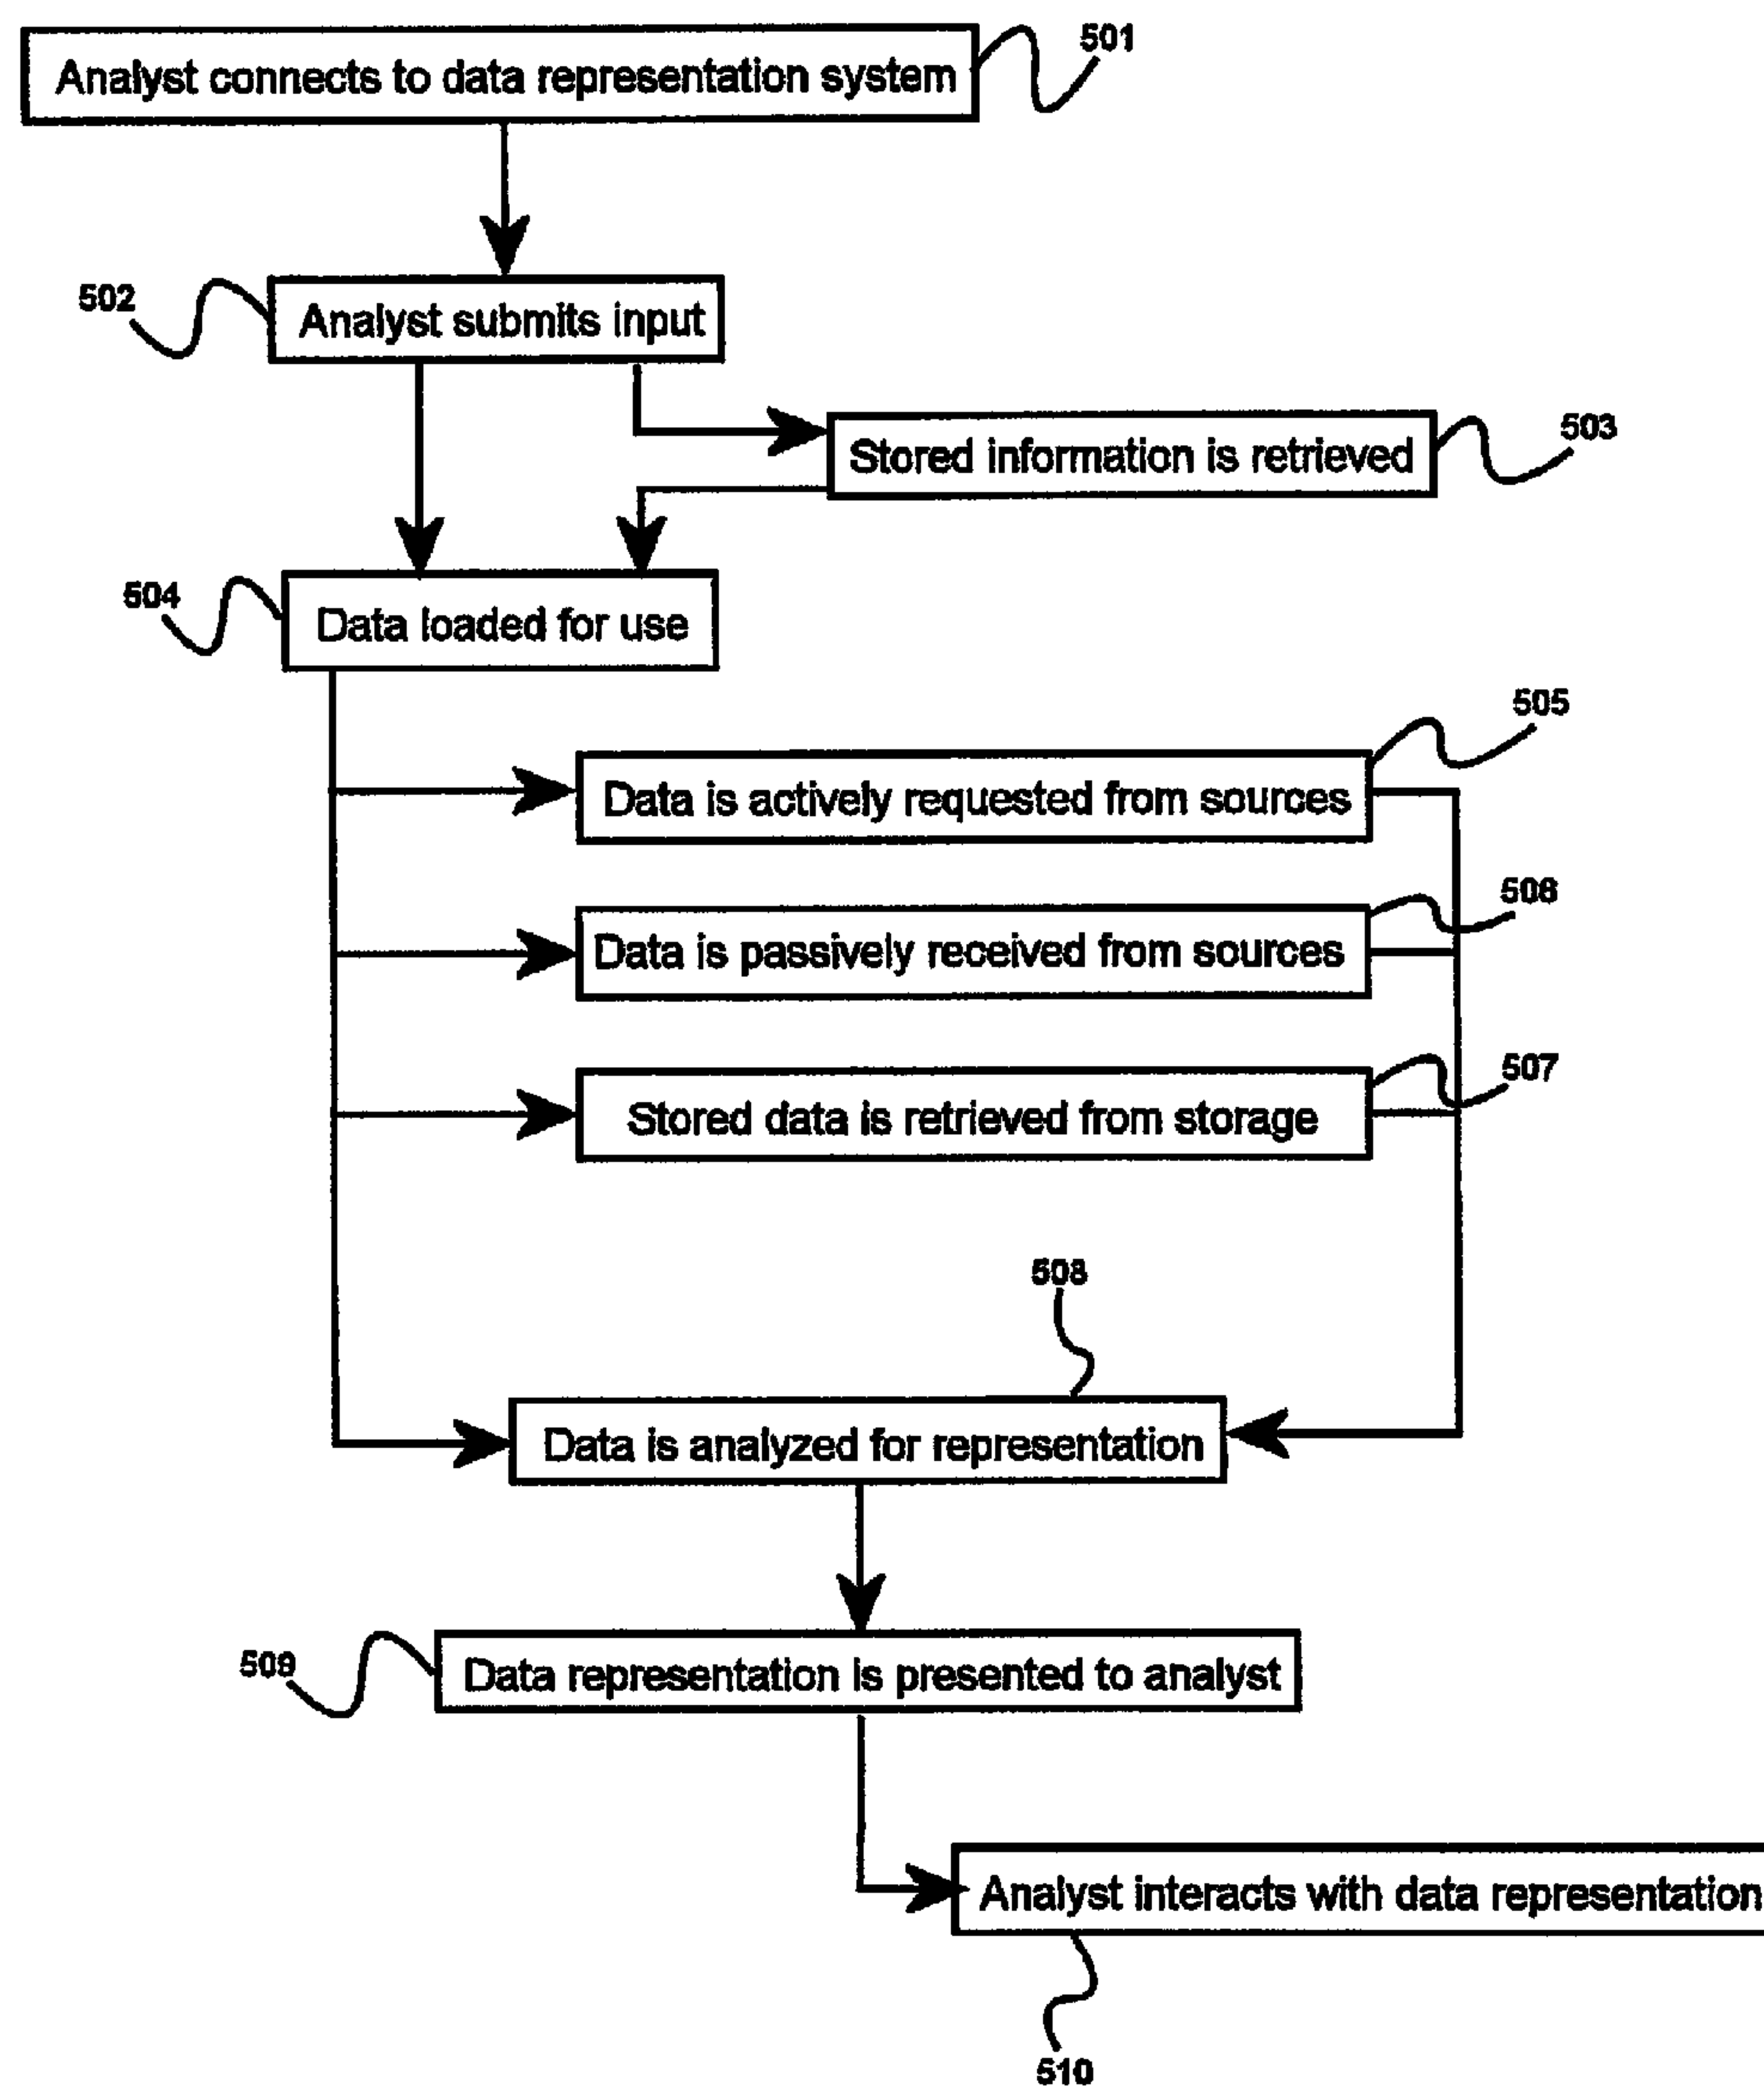 Analyst connects to data representation system
501
502
Analyst submits input
Stored information is retrieved
503
504
Data loaded for use
505
Data is actively requested from sources
506
Data is passively received from sources
507
Stored data is retrieved from storage
508
Data is analyzed for representation
509
Data representation is presented to analyst
Analyst interacts with data representation
510